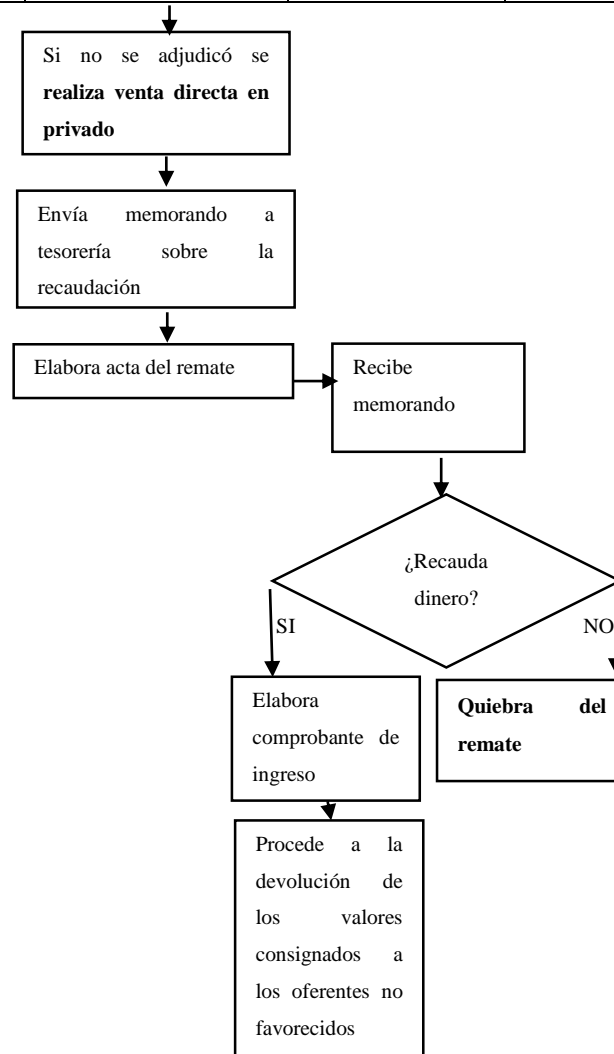 Si no se adjudicó se
realiza venta directa en
privado
Envía memorando a
tesorería sobre la
recaudación
Elabora acta del remate
Recibe
memorando
¿Recauda
dinero?
SI
NO
Elabora
comprobante de
ingreso
Quiebra del
remate
Procede a la
devolución de
los valores
consignados a
los oferentes no
favorecidos